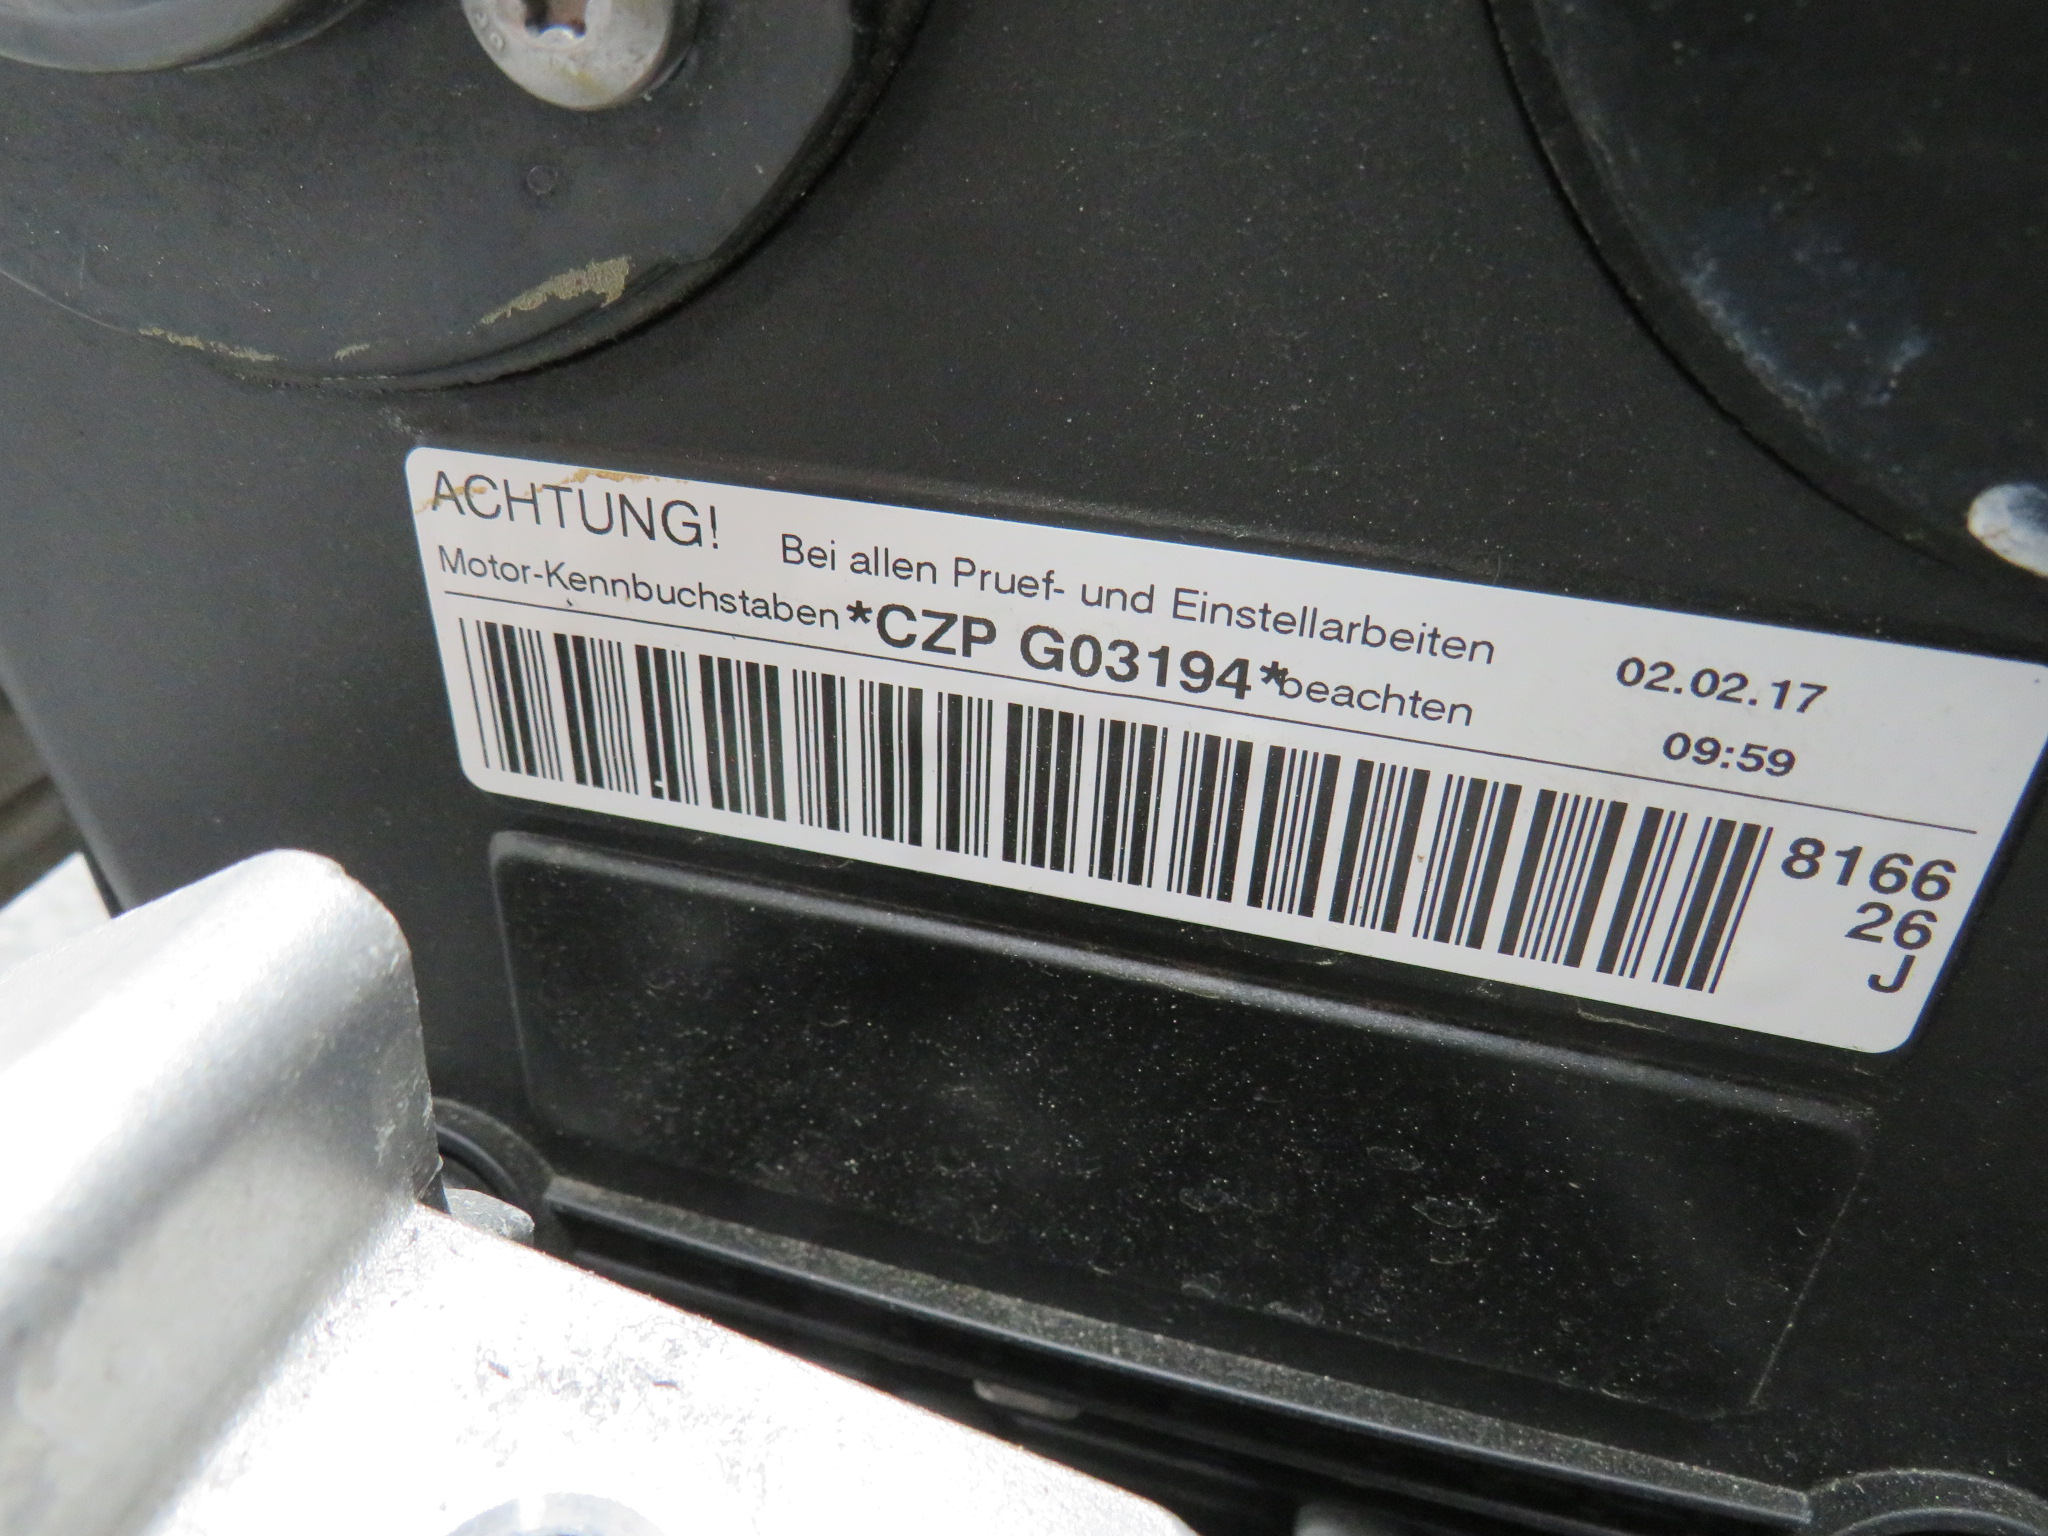 ACHTUNG! Bei allen Pruef- und Einstellarbeiten 02.02.17
Motor-Kennbuchstaben *CZP G03194* beachten 09:59
8166
26
J